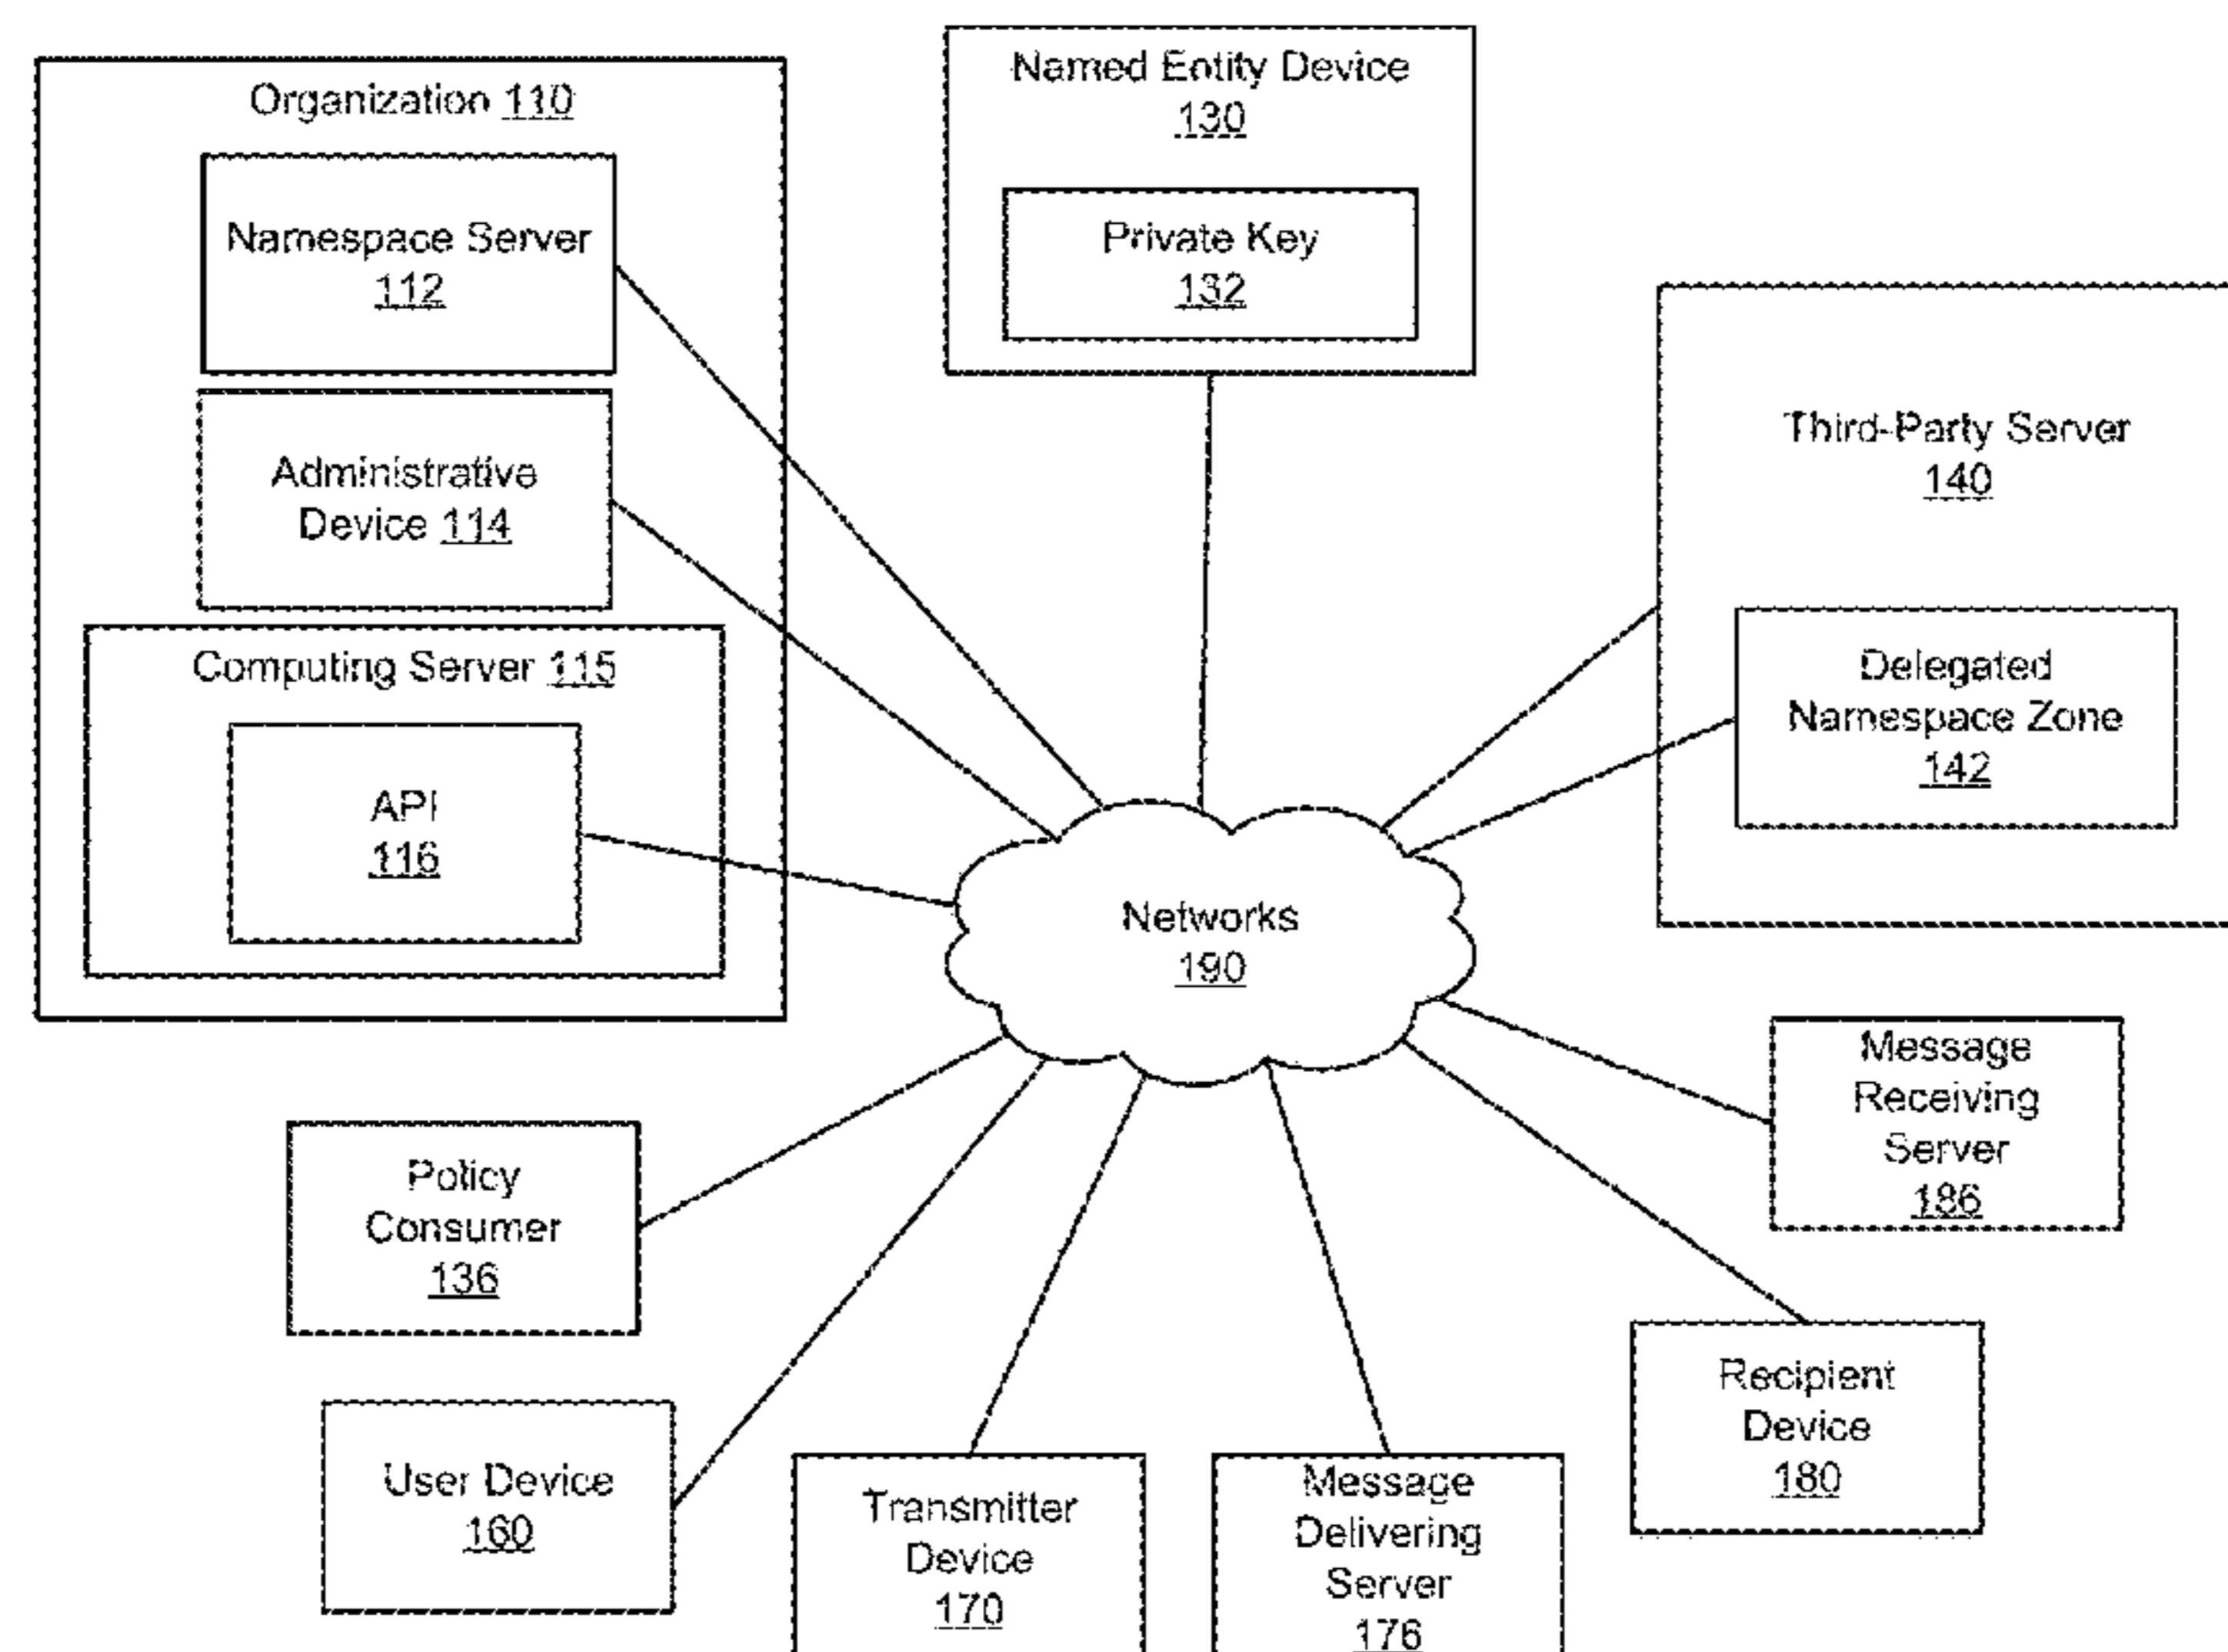 Organization 110
Namespace Server
112
Administrative
Device 114
Computing Server 115
API
116
Named Entity Device
130
Private Key
132
Third-Party Server
140
Delegated
Namespace Zone
142
Networks
190
Policy
Consumer
136
User Device
160
Transmitter
Device
170
Message
Delivering
Server
176
Recipient
Device
180
Message
Receiving
Server
186